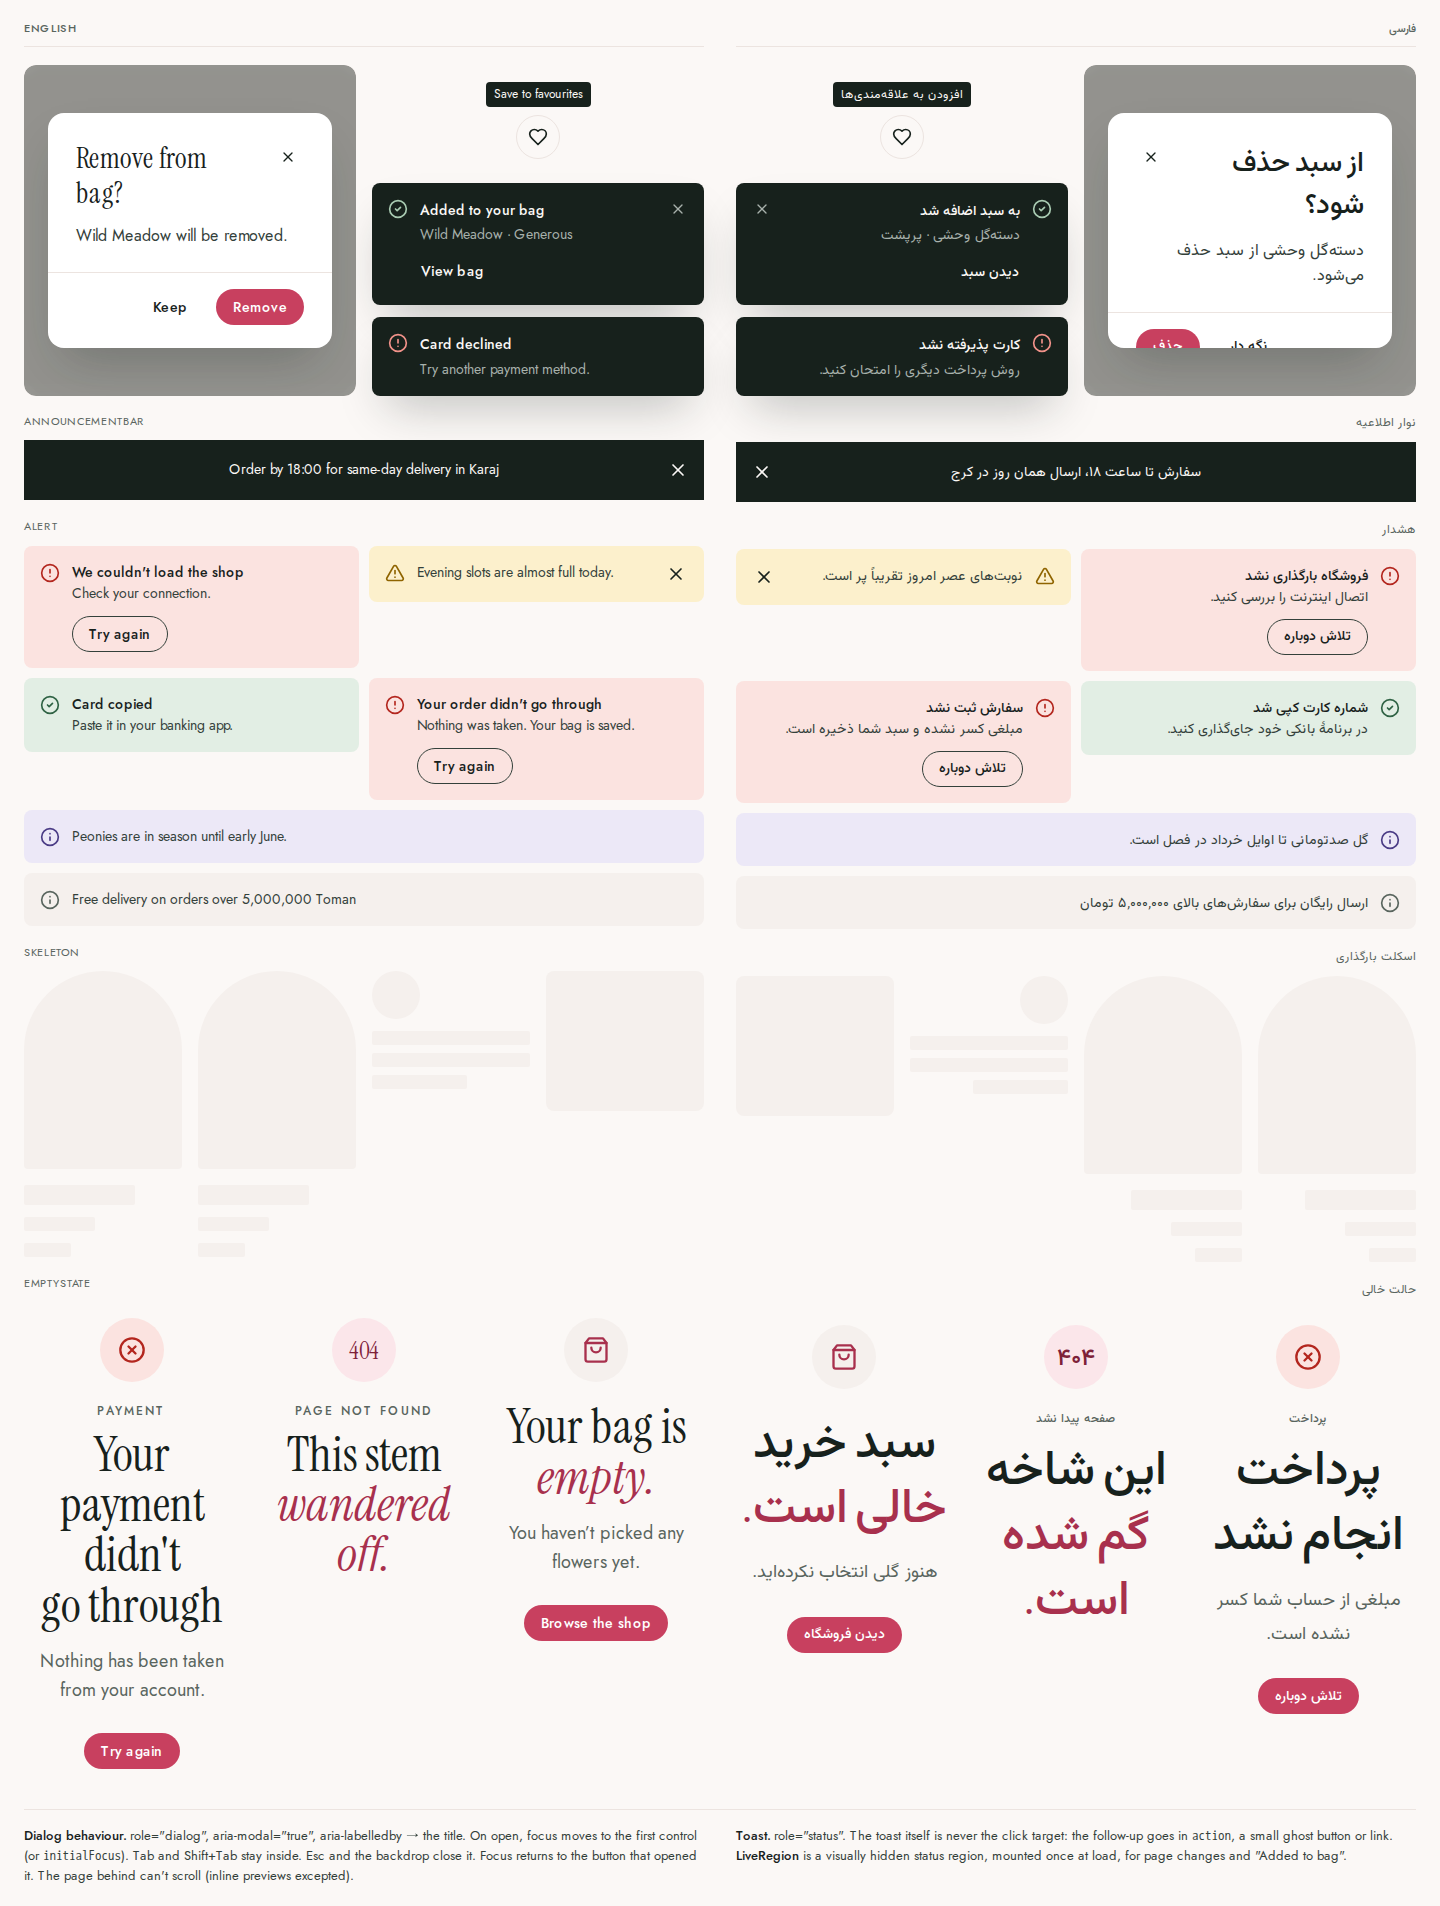 ENGLISH
Save to favourites
Remove from
bag?
Wild Meadow will be removed.
Keep
Remove
Added to your bag
Wild Meadow · Generous
View bag
Card declined
Try another payment method.
ANNOUNCEMENTBAR
Order by 18:00 for same-day delivery in Karaj
ALERT
We couldn't load the shop
Check your connection.
Try again
Evening slots are almost full today.
Card copied
Paste it in your banking app.
Your order didn't go through
Nothing was taken. Your bag is saved.
Try again
Peonies are in season until early June.
Free delivery on orders over 5,000,000 Toman
SKELETON
EMPTYSTATE
PAYMENT
Your
payment
didn't
go through
Nothing has been taken
from your account.
Try again
404
PAGE NOT FOUND
This stem
wandered
off.
Your bag is
empty.
You haven't picked any
flowers yet.
Browse the shop
فارسی
افزودن به علاقه‌مندی‌ها
از سبد حذف
شود؟
دسته‌گل وحشی از سبد حذف
می‌شود.
حذف
نگه دار
به سبد اضافه شد
دسته‌گل وحشی · پرپشت
دیدن سبد
کارت پذیرفته نشد
روش پرداخت دیگری را امتحان کنید.
نوار اطلاعیه
سفارش تا ساعت ۱۸، ارسال همان روز در کرج
هشدار
فروشگاه بارگذاری نشد
اتصال اینترنت را بررسی کنید.
تلاش دوباره
نوبت‌های عصر امروز تقریباً پر است.
شماره کارت کپی شد
در برنامهٔ بانکی خود جای‌گذاری کنید.
سفارش ثبت نشد
مبلغی کسر نشده و سبد شما ذخیره است.
تلاش دوباره
گل صدتومانی تا اوایل خرداد در فصل است.
ارسال رایگان برای سفارش‌های بالای ۵,۰۰۰,۰۰۰ تومان
اسکلت بارگذاری
حالت خالی
پرداخت
پرداخت
انجام نشد
مبلغی از حساب شما کسر
نشده است.
تلاش دوباره
۴۰۴
صفحه پیدا نشد
این شاخه
گم شده
است.
سبد خرید
خالی است.
هنوز گلی انتخاب نکرده‌اید.
دیدن فروشگاه
Dialog behaviour. role="dialog", aria-modal="true", aria-labelledby → the title. On open, focus moves to the first control
(or initialFocus). Tab and Shift+Tab stay inside. Esc and the backdrop close it. Focus returns to the button that opened
it. The page behind can't scroll (inline previews excepted).
Toast. role="status". The toast itself is never the click target: the follow-up goes in action, a small ghost button or link.
LiveRegion is a visually hidden status region, mounted once at load, for page changes and "Added to bag".